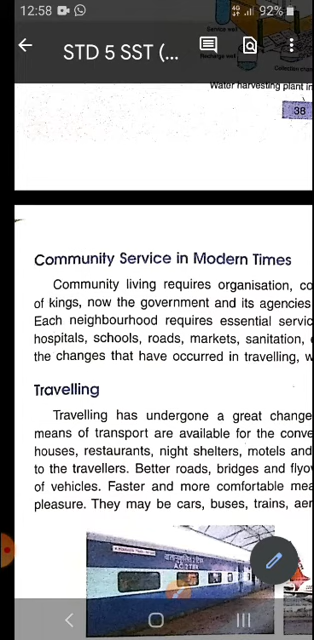 12:58
92%
STD 5 SST (...
Service well
Recharge well
Water harvesting plant in
38
Community Service in Modern Times
Community living requires organisation, co
of kings, now the government and its agencies
Each neighbourhood requires essential servic
hospitals, schools, roads, markets, sanitation,
the changes that have occurred in travelling, w
Travelling
Travelling has undergone a great change
means of transport are available for the conve
houses, restaurants, night shelters, motels and
to the travellers. Better roads, bridges and flyo
of vehicles. Faster and more comfortable mea
pleasure. They may be cars, buses, trains, aer